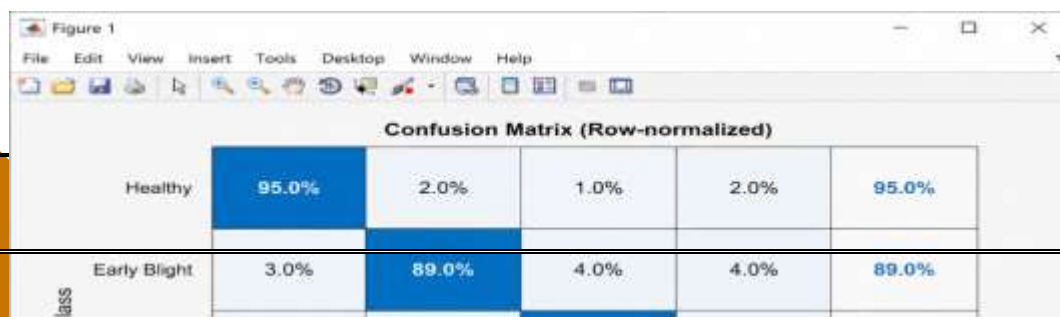 Figure 1
File Edit View Insert Tools Desktop Window Help
Confusion Matrix (Row-normalized)
Healthy 95.0% 2.0% 1.0% 2.0% 95.0%
Early Blight 3.0% 89.0% 4.0% 4.0% 89.0%